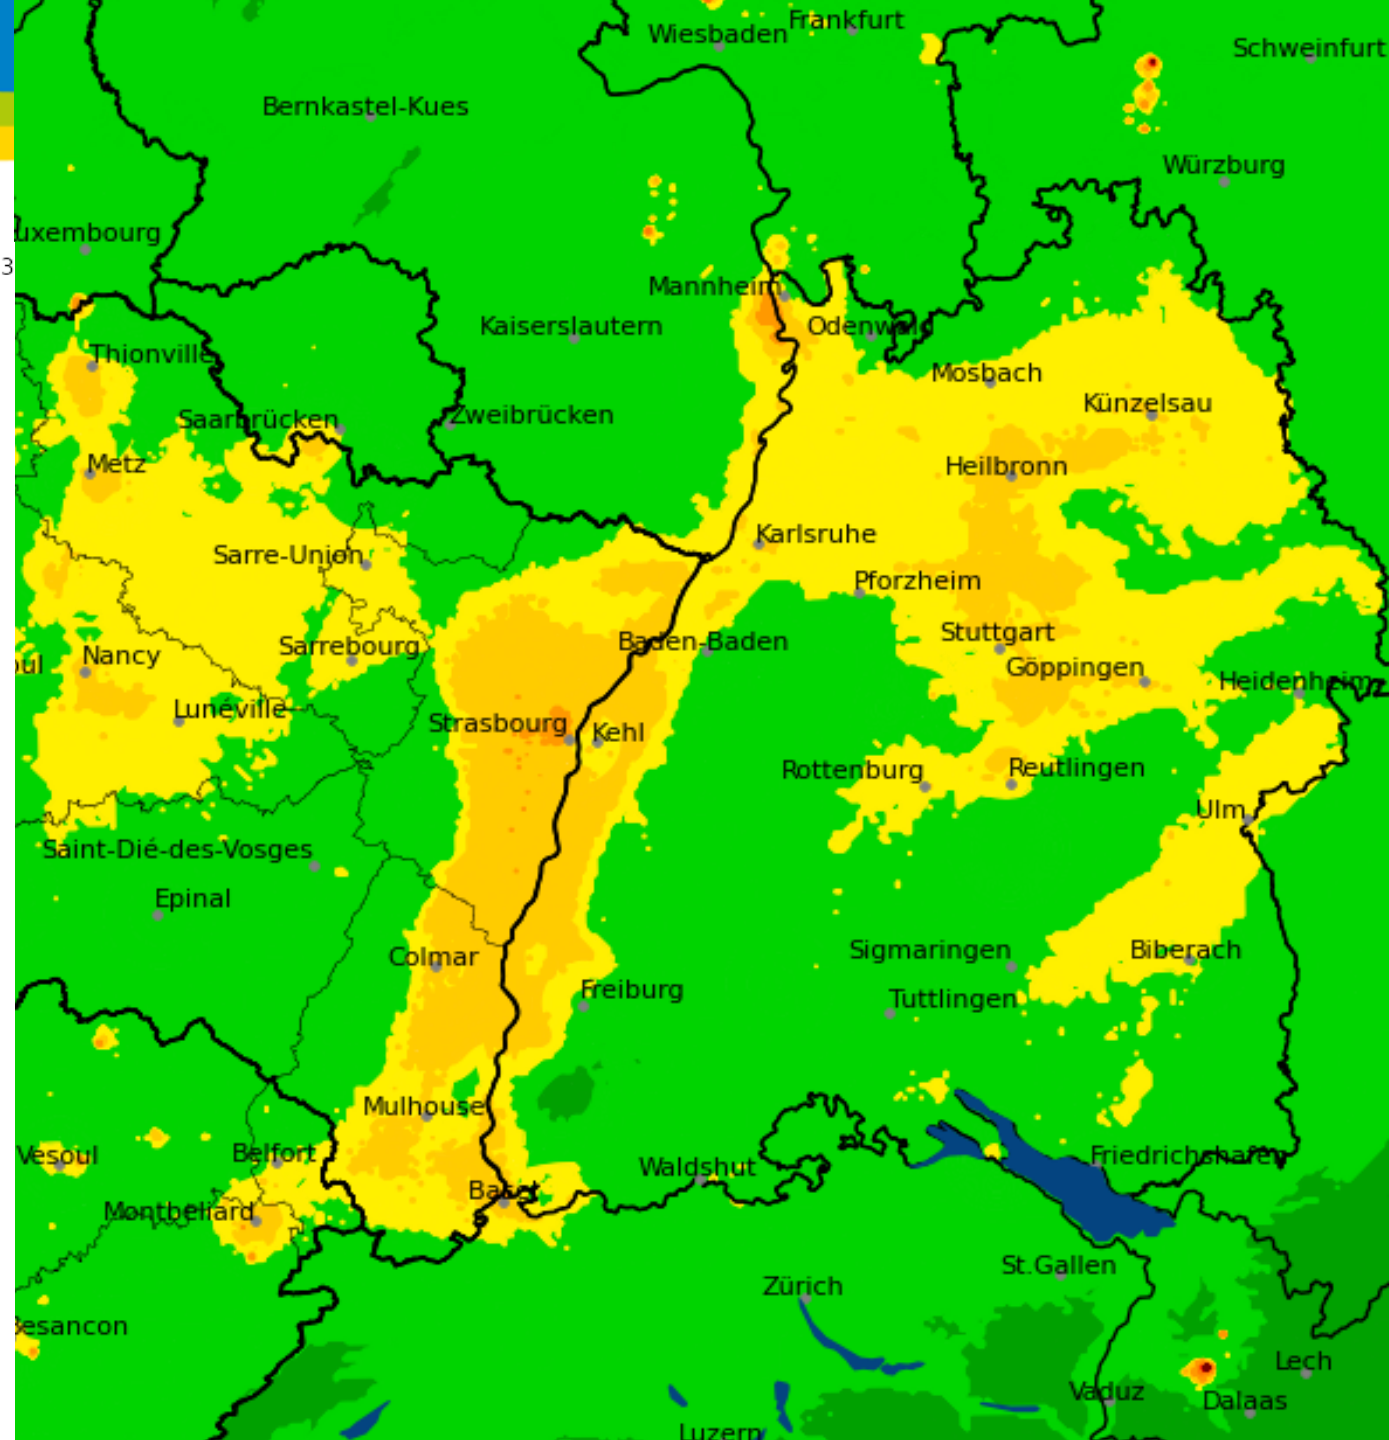 Frankfurt
Wiesbaden
Schweinfurt
Bernkastel-Kues
Würzburg
uxembourg
3
Mannheim
Kaiserslautern
Odenwald
Thionville
Mosbach
Künzelsau
Saarbrücken
Zweibrücken
Metz
Heilbronn
Karlsruhe
Sarre-Union
Pforzheim
Stuttgart
Baden-Baden
Sarrebourg
Nancy
oul
Göppingen
Heidenheim
Lunéville
Strasbourg
Kehl
Rottenburg
Reutlingen
Ulm
Saint-Dié-des-Vosges
Epinal
Sigmaringen
Biberach
Colmar
Freiburg
Tuttlingen
Mulhouse
Vesoul
Belfort
Friedrichshafen
Waldshut
Basel
Montbéliard
St.Gallen
Zürich
Besancon
Lech
Vaduz
Dalaas
Luzern